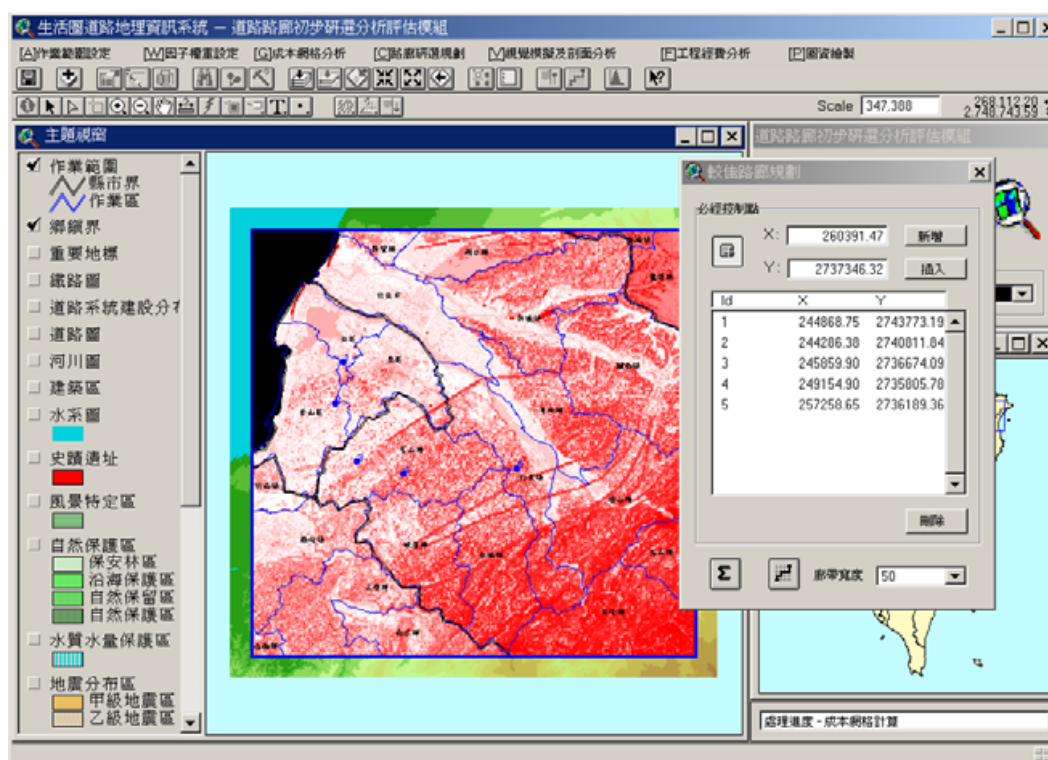 生活圈道路地理資訊系統 — 道路路廊初步研選分析評估模組
[A]作業範圍設定 [W]因子權重設定 [G]成本網格分析 [C]路廊研選規劃 [V]視覺模擬及剖面分析 [E]工程經費分析 [P]圖資繪製
Scale 347.388 268,112.20
2,748,743.59
主題視窗
道路路廊初步研選分析評估模組
作業範圍
縣市界
作業區
鄉鎮界
重要地標
鐵路圖
道路系統建設分
道路圖
河川圖
建築區
水系圖
史蹟遺址
風景特定區
自然保護區
保安林區
沿海保護區
自然保留區
自然保護區
水質水量保護區
地震分布區
甲級地震區
乙級地震區
較佳路廊規劃
必經控制點
X: 260391.47 新增
Y: 2737346.32 插入
Id X Y
1 244868.75 2743773.19
2 244286.38 2740811.84
3 245859.90 2736674.09
4 249154.90 2735805.78
5 257258.65 2736189.36
刪除
Σ 廊帶寬度 50
處理進度 - 成本網格計算